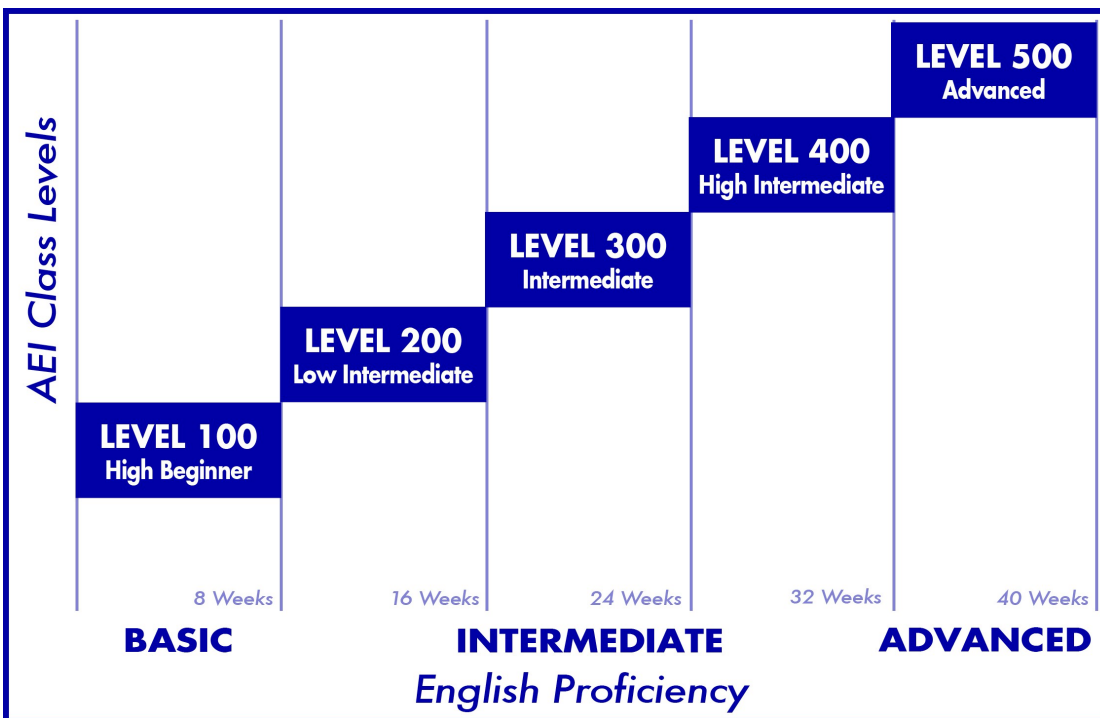 AEI Class Levels
LEVEL 500
Advanced
LEVEL 400
High Intermediate
LEVEL 300
Intermediate
LEVEL 200
Low Intermediate
LEVEL 100
High Beginner
8 Weeks
16 Weeks
24 Weeks
32 Weeks
40 Weeks
BASIC
INTERMEDIATE
ADVANCED
English Proficiency